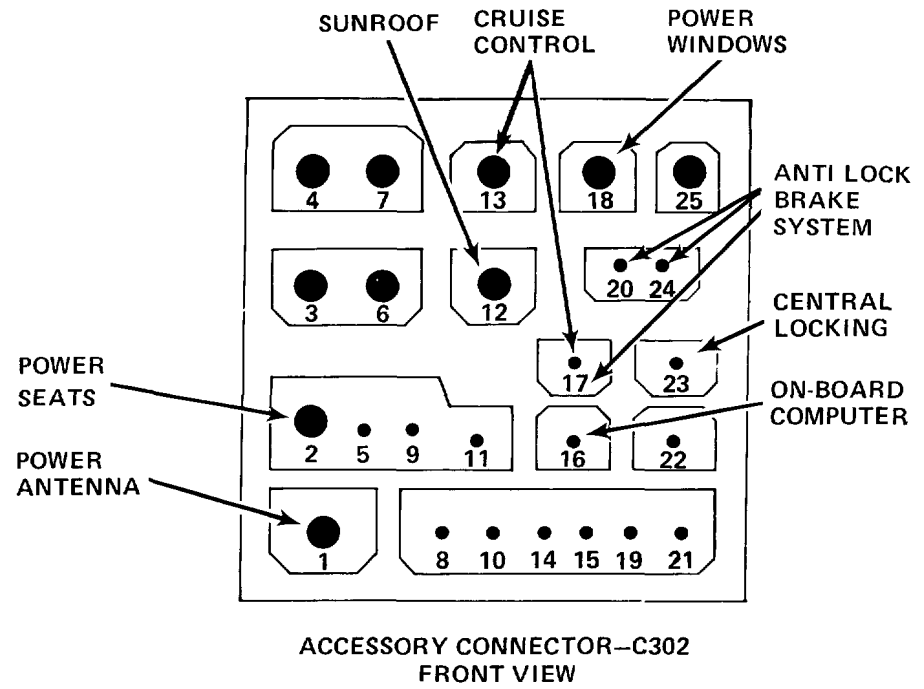 SUNROOF
CRUISE
CONTROL
POWER
WINDOWS
4 7 13 18 25
ANTI LOCK
BRAKE
SYSTEM
3 6 12 20 24
CENTRAL
LOCKING
17 23
POWER
SEATS
ON-BOARD
COMPUTER
2 5 9 11 16 22
POWER
ANTENNA
1 8 10 14 15 19 21
ACCESSORY CONNECTOR—C302
FRONT VIEW